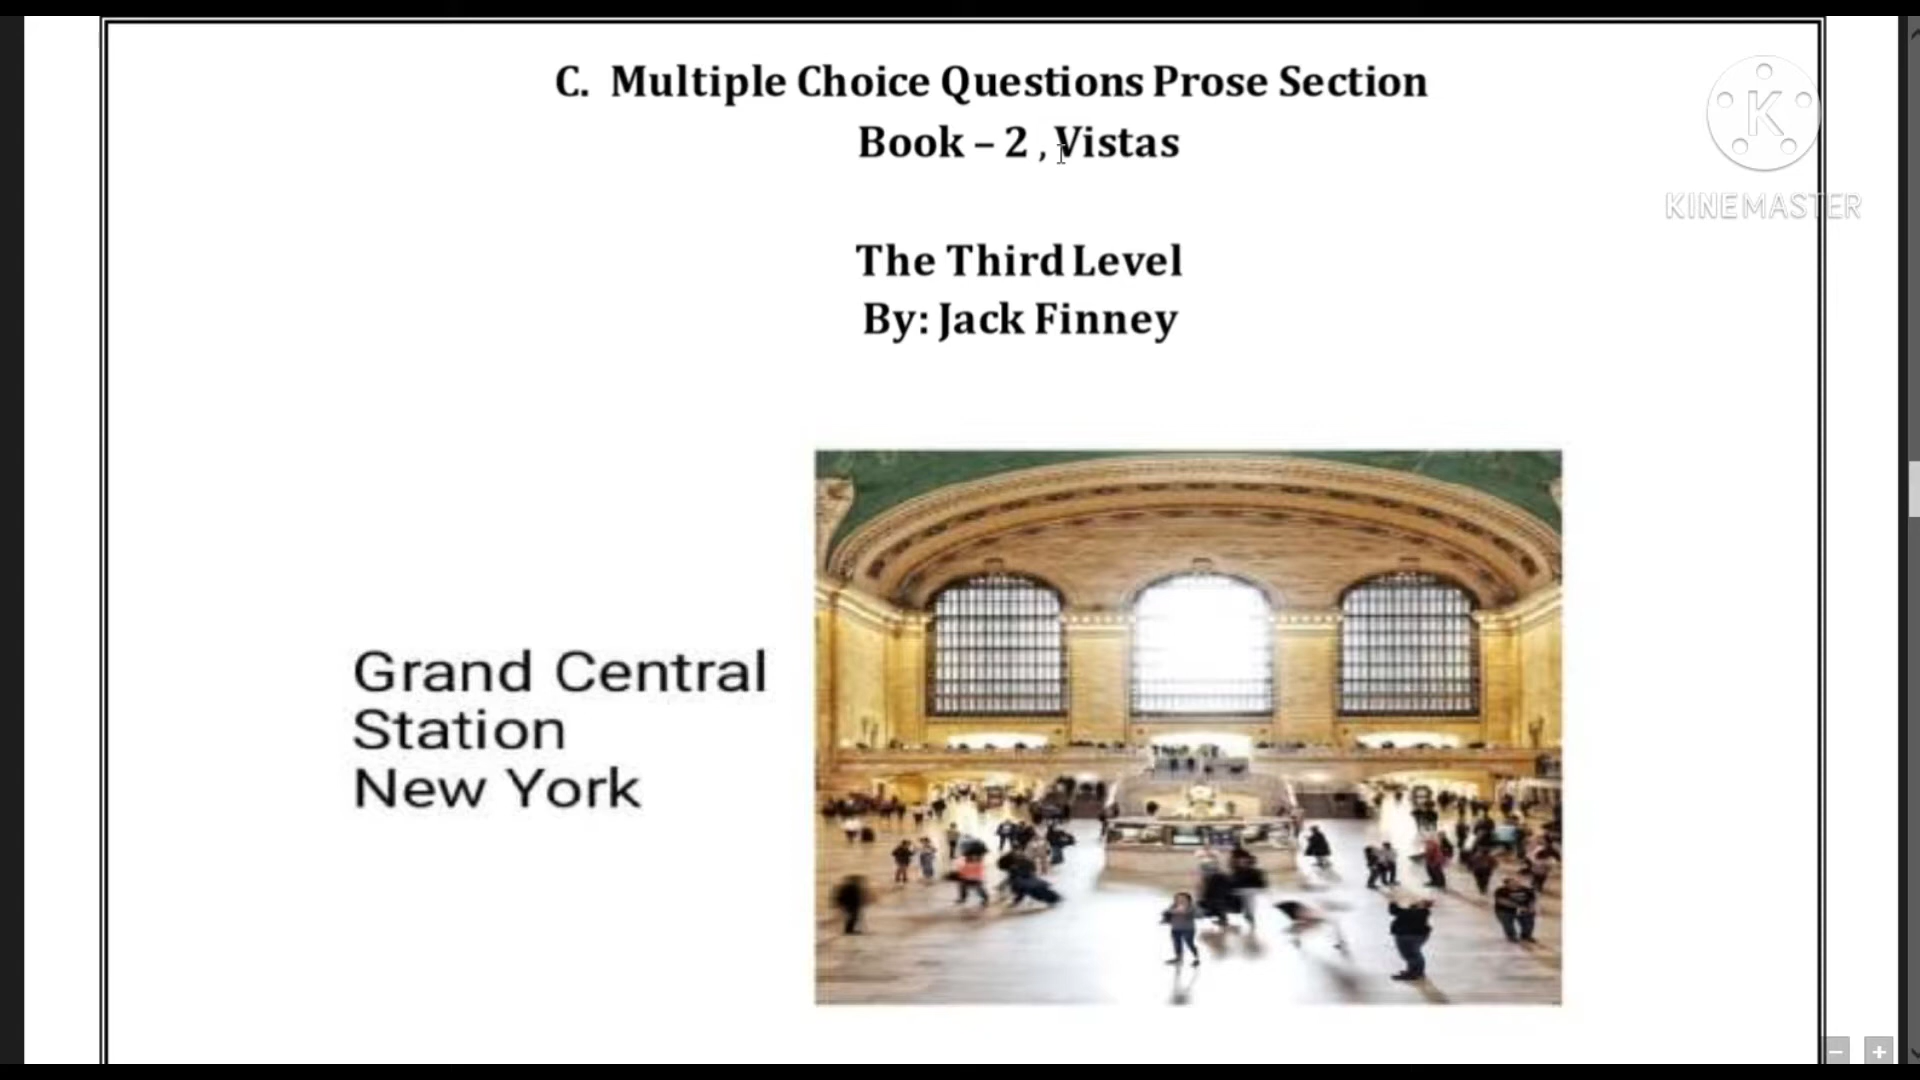 C. Multiple Choice Questions Prose Section
Book – 2 , Vistas
K
KINEMASTER
The Third Level
By: Jack Finney
Grand Central
Station
New York